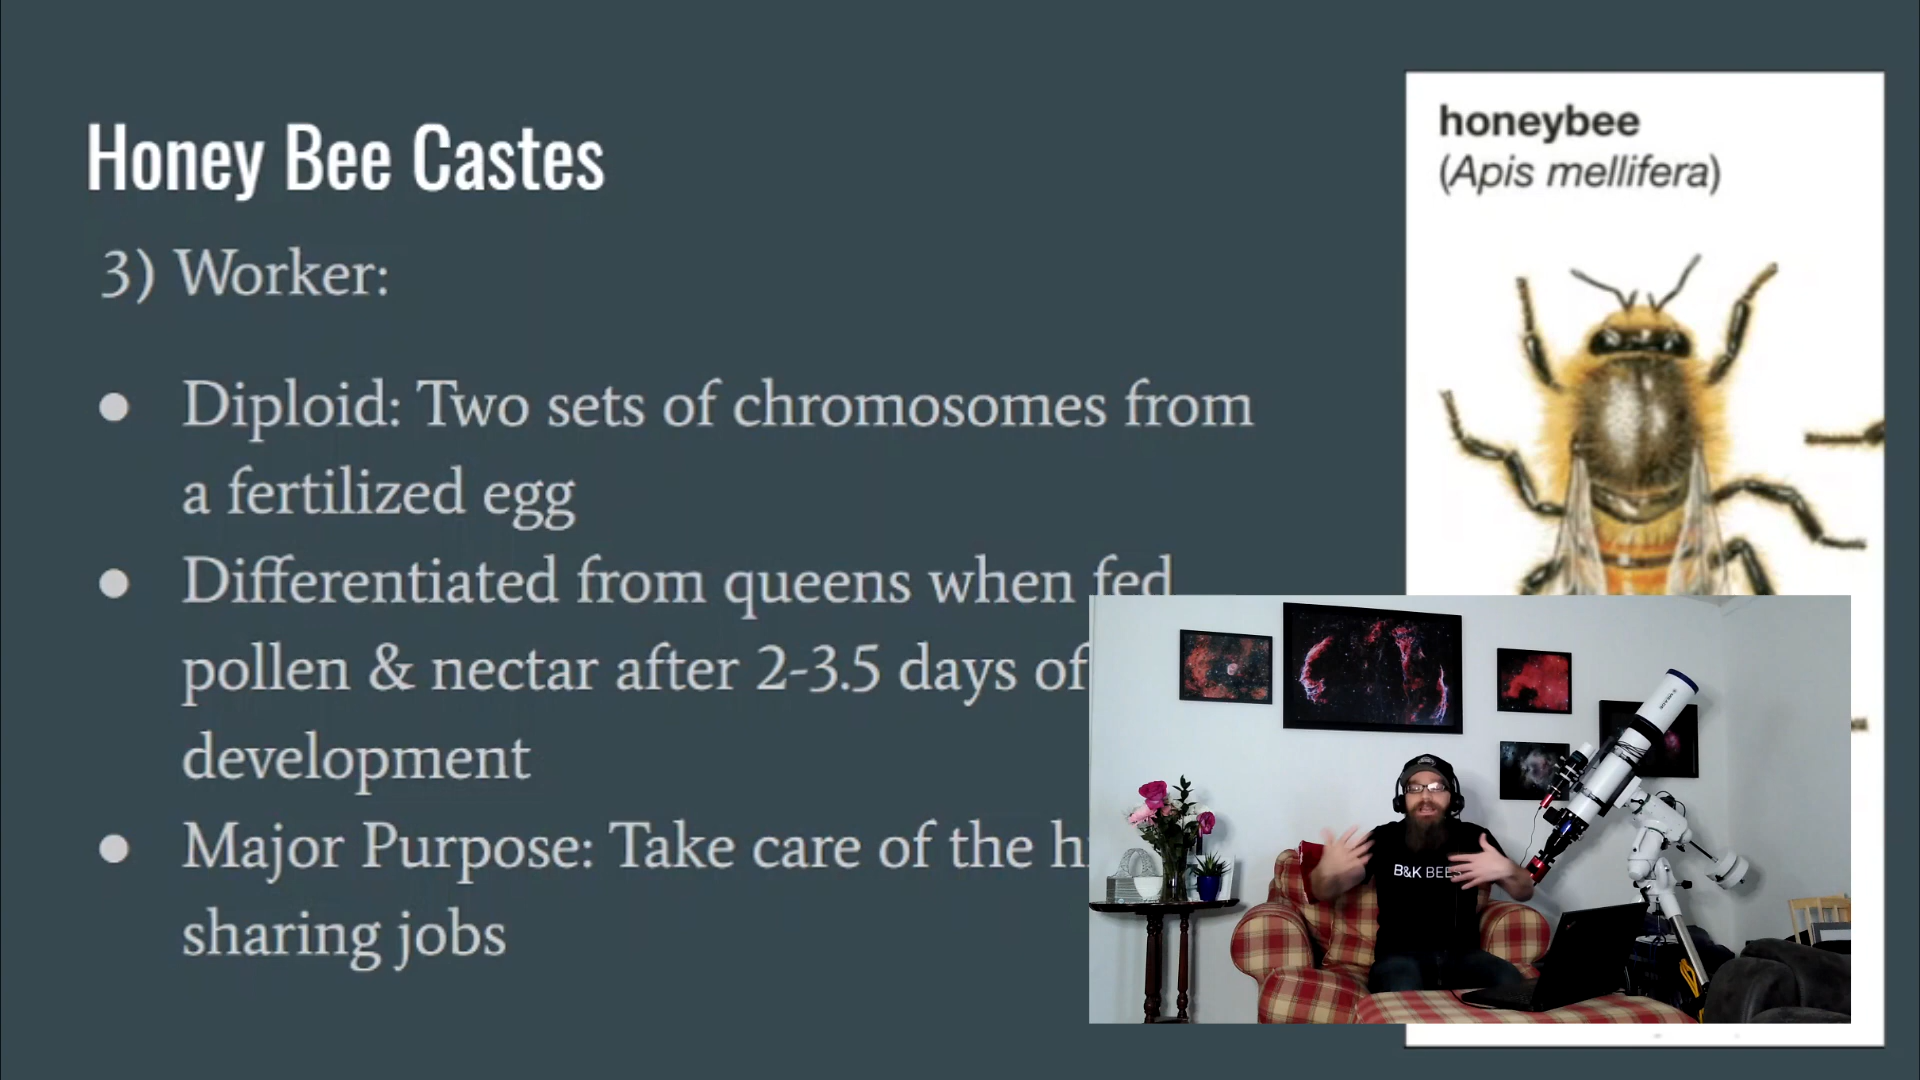 Honey Bee Castes
3) Worker:
● Diploid: Two sets of chromosomes from
a fertilized egg
● Differentiated from queens when fed
pollen & nectar after 2-3.5 days of
development
● Major Purpose: Take care of the
sharing jobs
honeybee
(Apis mellifera)
B&K BEES